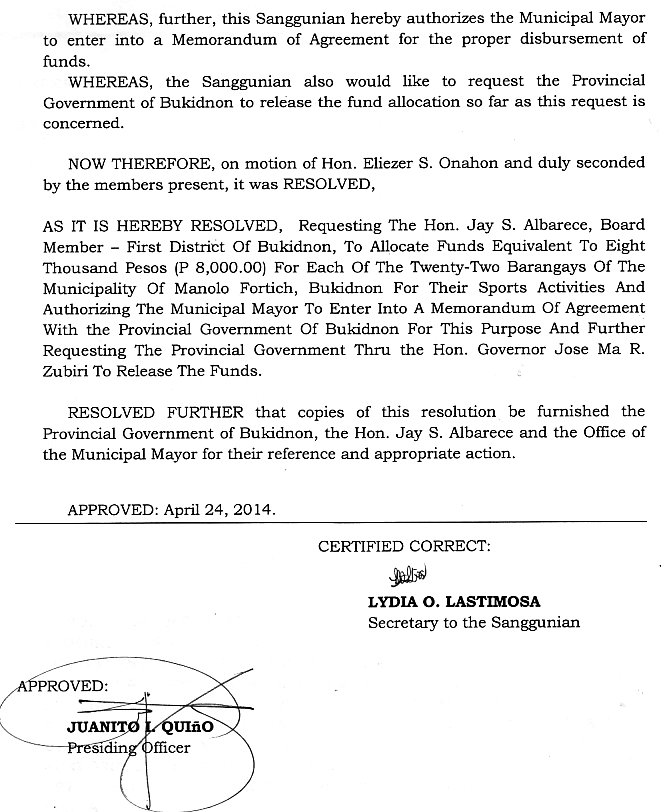 WHEREAS, further, this Sanggunian hereby authorizes the Municipal Mayor
to enter into a Memorandum of Agreement for the proper disbursement of
funds.
WHEREAS, the Sanggunian also would like to request the Provincial
Government of Bukidnon to release the fund allocation so far as this request is
concerned.
NOW THEREFORE, on motion of Hon. Eliezer S. Onahon and duly seconded
by the members present, it was RESOLVED,
AS IT IS HEREBY RESOLVED, Requesting The Hon. Jay S. Albarece, Board
Member – First District Of Bukidnon, To Allocate Funds Equivalent To Eight
Thousand Pesos (P 8,000.00) For Each Of The Twenty-Two Barangays Of The
Municipality Of Manolo Fortich, Bukidnon For Their Sports Activities And
Authorizing The Municipal Mayor To Enter Into A Memorandum Of Agreement
With the Provincial Government Of Bukidnon For This Purpose And Further
Requesting The Provincial Government Thru the Hon. Governor Jose Ma R.
Zubiri To Release The Funds.
RESOLVED FURTHER that copies of this resolution be furnished the
Provincial Government of Bukidnon, the Hon. Jay S. Albarece and the Office of
the Municipal Mayor for their reference and appropriate action.
APPROVED: April 24, 2014.
CERTIFIED CORRECT:
LYDIA O. LASTIMOSA
Secretary to the Sanggunian
APPROVED:
JUANITO I. QUIñO
Presiding Officer